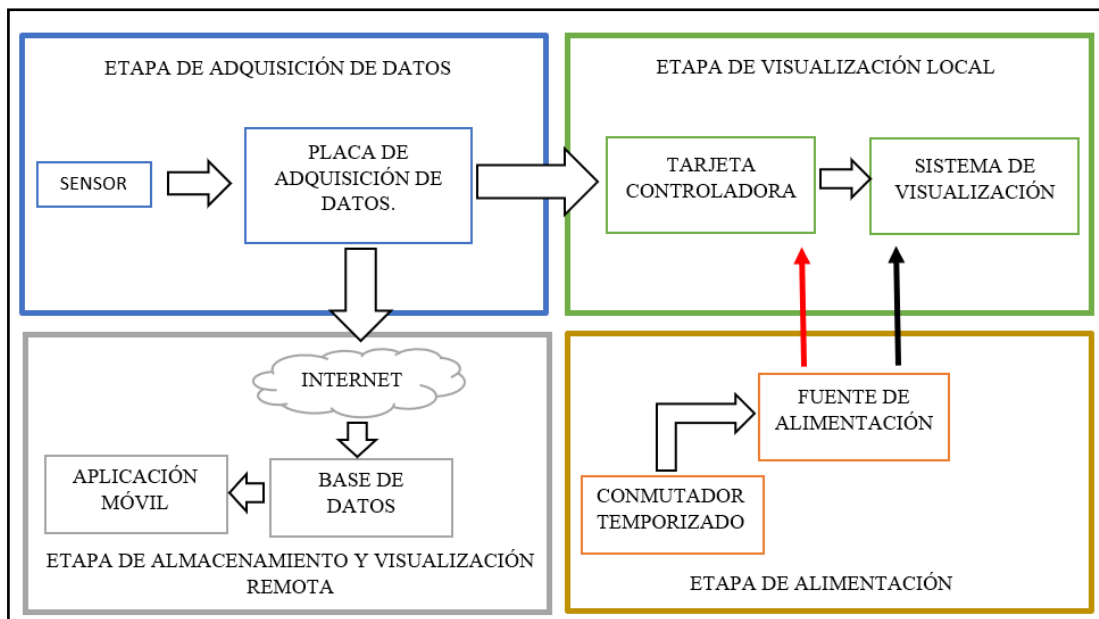 ETAPA DE ADQUISICIÓN DE DATOS
SENSOR
PLACA DE
ADQUISICIÓN DE
DATOS.
ETAPA DE VISUALIZACIÓN LOCAL
TARJETA
CONTROLADORA
SISTEMA DE
VISUALIZACIÓN
INTERNET
BASE DE
DATOS
APLICACIÓN
MÓVIL
ETAPA DE ALMACENAMIENTO Y VISUALIZACIÓN
REMOTA
FUENTE DE
ALIMENTACIÓN
CONMUTADOR
TEMPORIZADO
ETAPA DE ALIMENTACIÓN